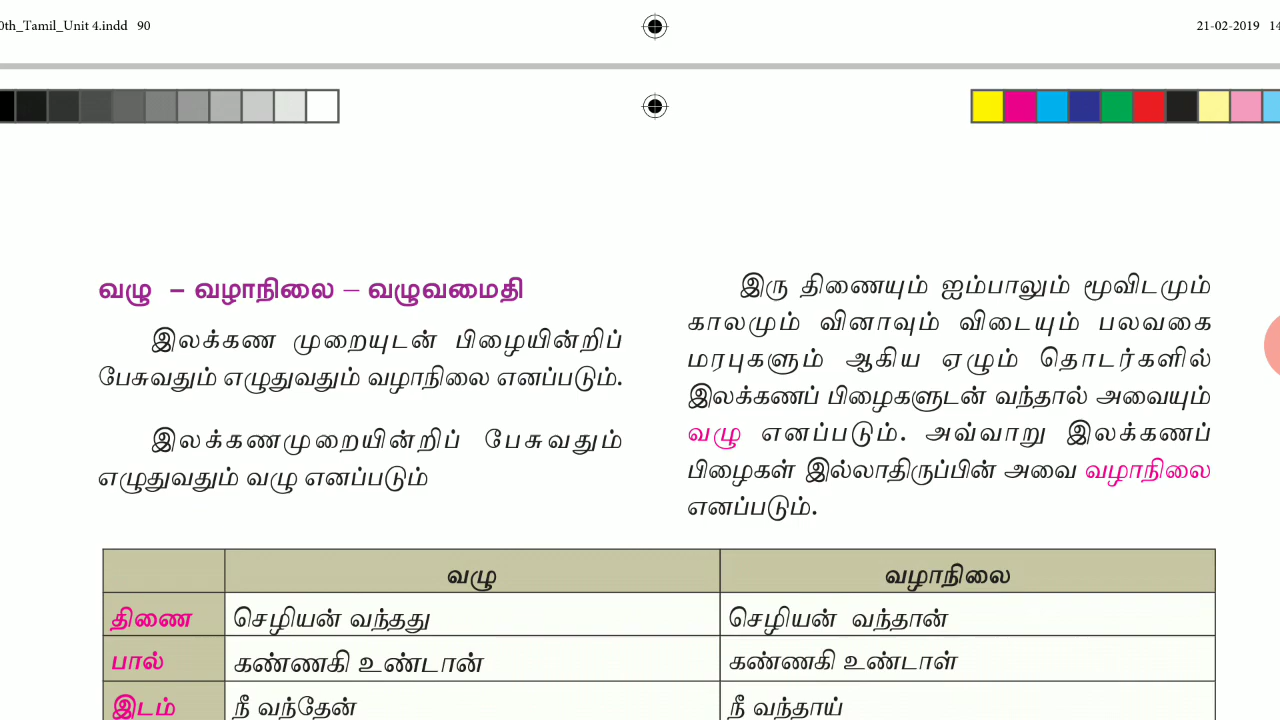 0th_Tamil_Unit 4.indd 90
21-02-2019 14
வழு – வழாநிலை – வழுவமைதி
இலக்கண முறையுடன் பிழையின்றிப்
பேசுவதும் எழுதுவதும் வழாநிலை எனப்படும்.
இலக்கணமுறையின்றிப் பேசுவதும்
எழுதுவதும் வழு எனப்படும்
இரு திணையும் ஐம்பாலும் மூவிடமும்
காலமும் வினாவும் விடையும் பலவகை
மரபுகளும் ஆகிய ஏழும் தொடர்களில்
இலக்கணப் பிழைகளுடன் வந்தால் அவையும்
வழு எனப்படும். அவ்வாறு இலக்கணப்
பிழைகள் இல்லாதிருப்பின் அவை வழாநிலை
எனப்படும்.
வழு வழாநிலை
திணை செழியன் வந்தது செழியன் வந்தான்
பால் கண்ணகி உண்டான் கண்ணகி உண்டாள்
இடம் நீ வந்தேன் நீ வந்தாய்